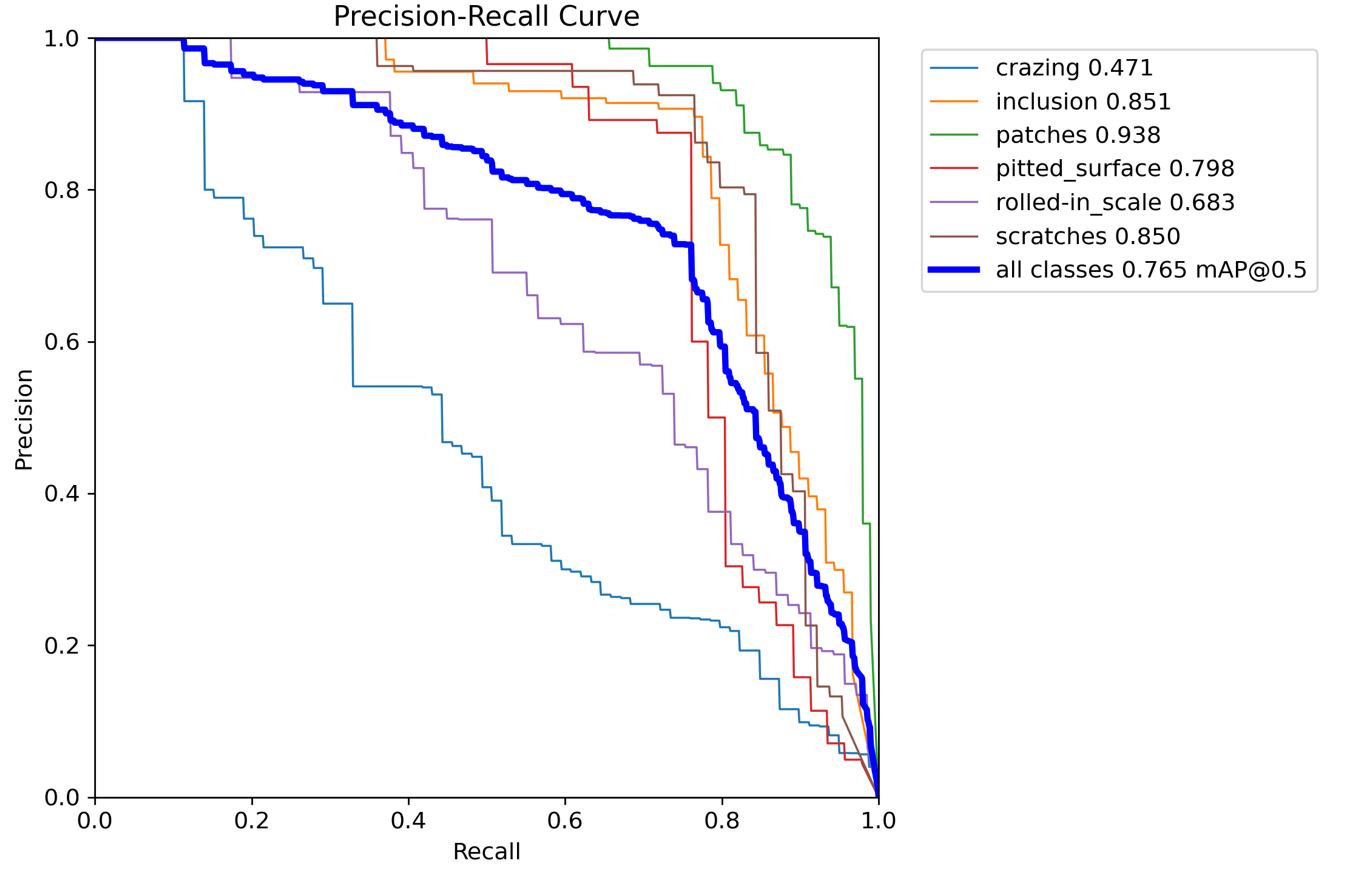 Precision-Recall Curve
1.0
0.8
0.6
0.4
0.2
0.0
Precision
0.0 0.2 0.4 0.6 0.8 1.0
Recall
crazing 0.471
inclusion 0.851
patches 0.938
pitted_surface 0.798
rolled-in_scale 0.683
scratches 0.850
all classes 0.765 mAP@0.5